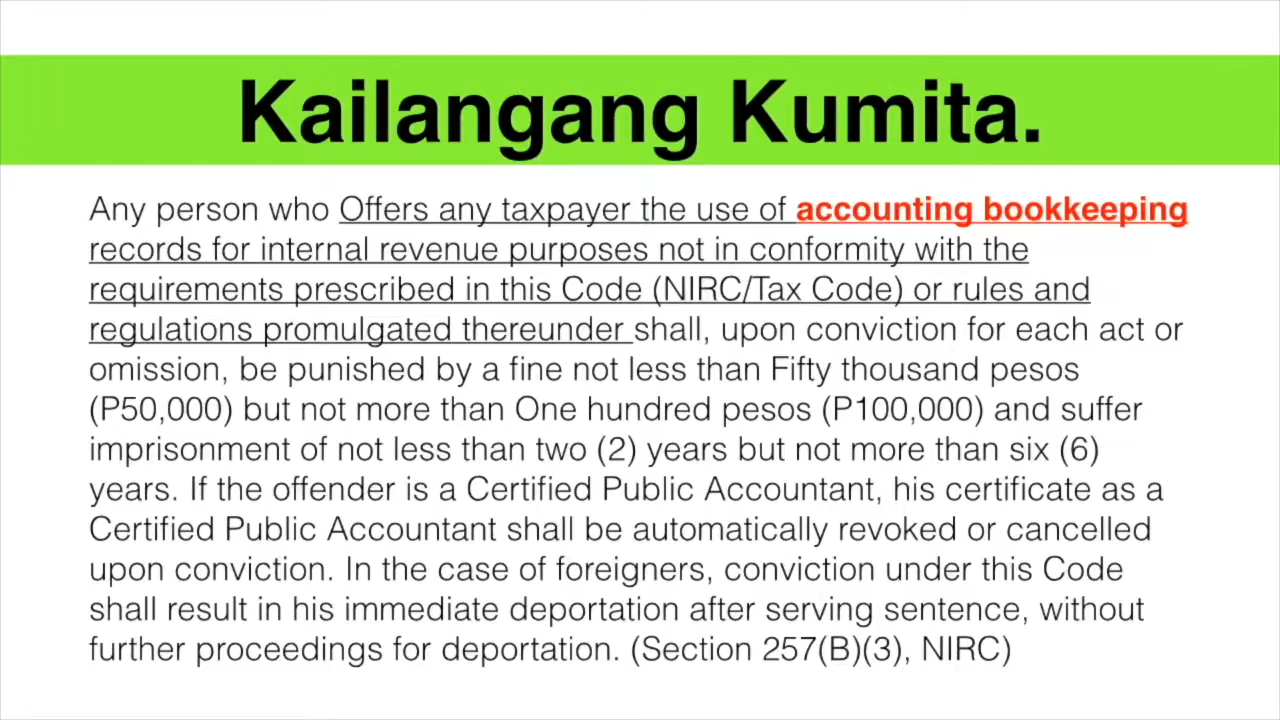 Kailangang Kumita.
Any person who Offers any taxpayer the use of accounting bookkeeping
records for internal revenue purposes not in conformity with the
requirements prescribed in this Code (NIRC/Tax Code) or rules and
regulations promulgated thereunder shall, upon conviction for each act or
omission, be punished by a fine not less than Fifty thousand pesos
(P50,000) but not more than One hundred pesos (P100,000) and suffer
imprisonment of not less than two (2) years but not more than six (6)
years. If the offender is a Certified Public Accountant, his certificate as a
Certified Public Accountant shall be automatically revoked or cancelled
upon conviction. In the case of foreigners, conviction under this Code
shall result in his immediate deportation after serving sentence, without
further proceedings for deportation. (Section 257(B)(3), NIRC)